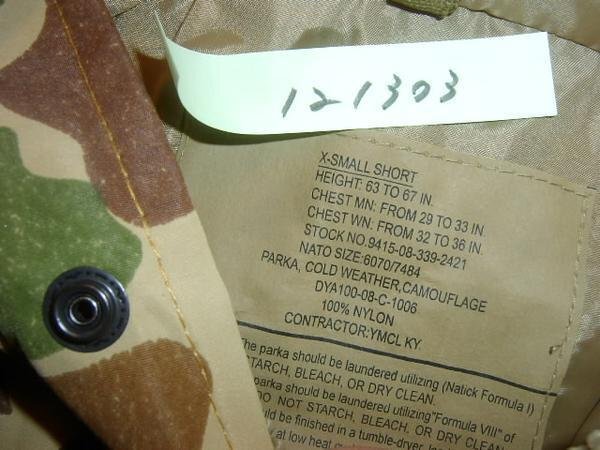 121303
X-SMALL SHORT
HEIGHT: 63 TO 67 IN.
CHEST MN: FROM 29 TO 33 IN.
CHEST WN: FROM 32 TO 36 IN.
STOCK NO.9415-08-339-2421
NATO SIZE:6070/7484
PARKA, COLD WEATHER,CAMOUFLAGE
DYA100-08-C-1006
100% NYLON
CONTRACTOR:YMCL KY.
The parka should be laundered utilizing (Natick Formula I)
STARCH, BLEACH, OR DRY CLEAN.
parka should be laundered utilizing"Formula VIII" of
DO NOT STARCH, BLEACH, OR DRY CLEAN.
be finished in a tumble-dryer,
at low heat